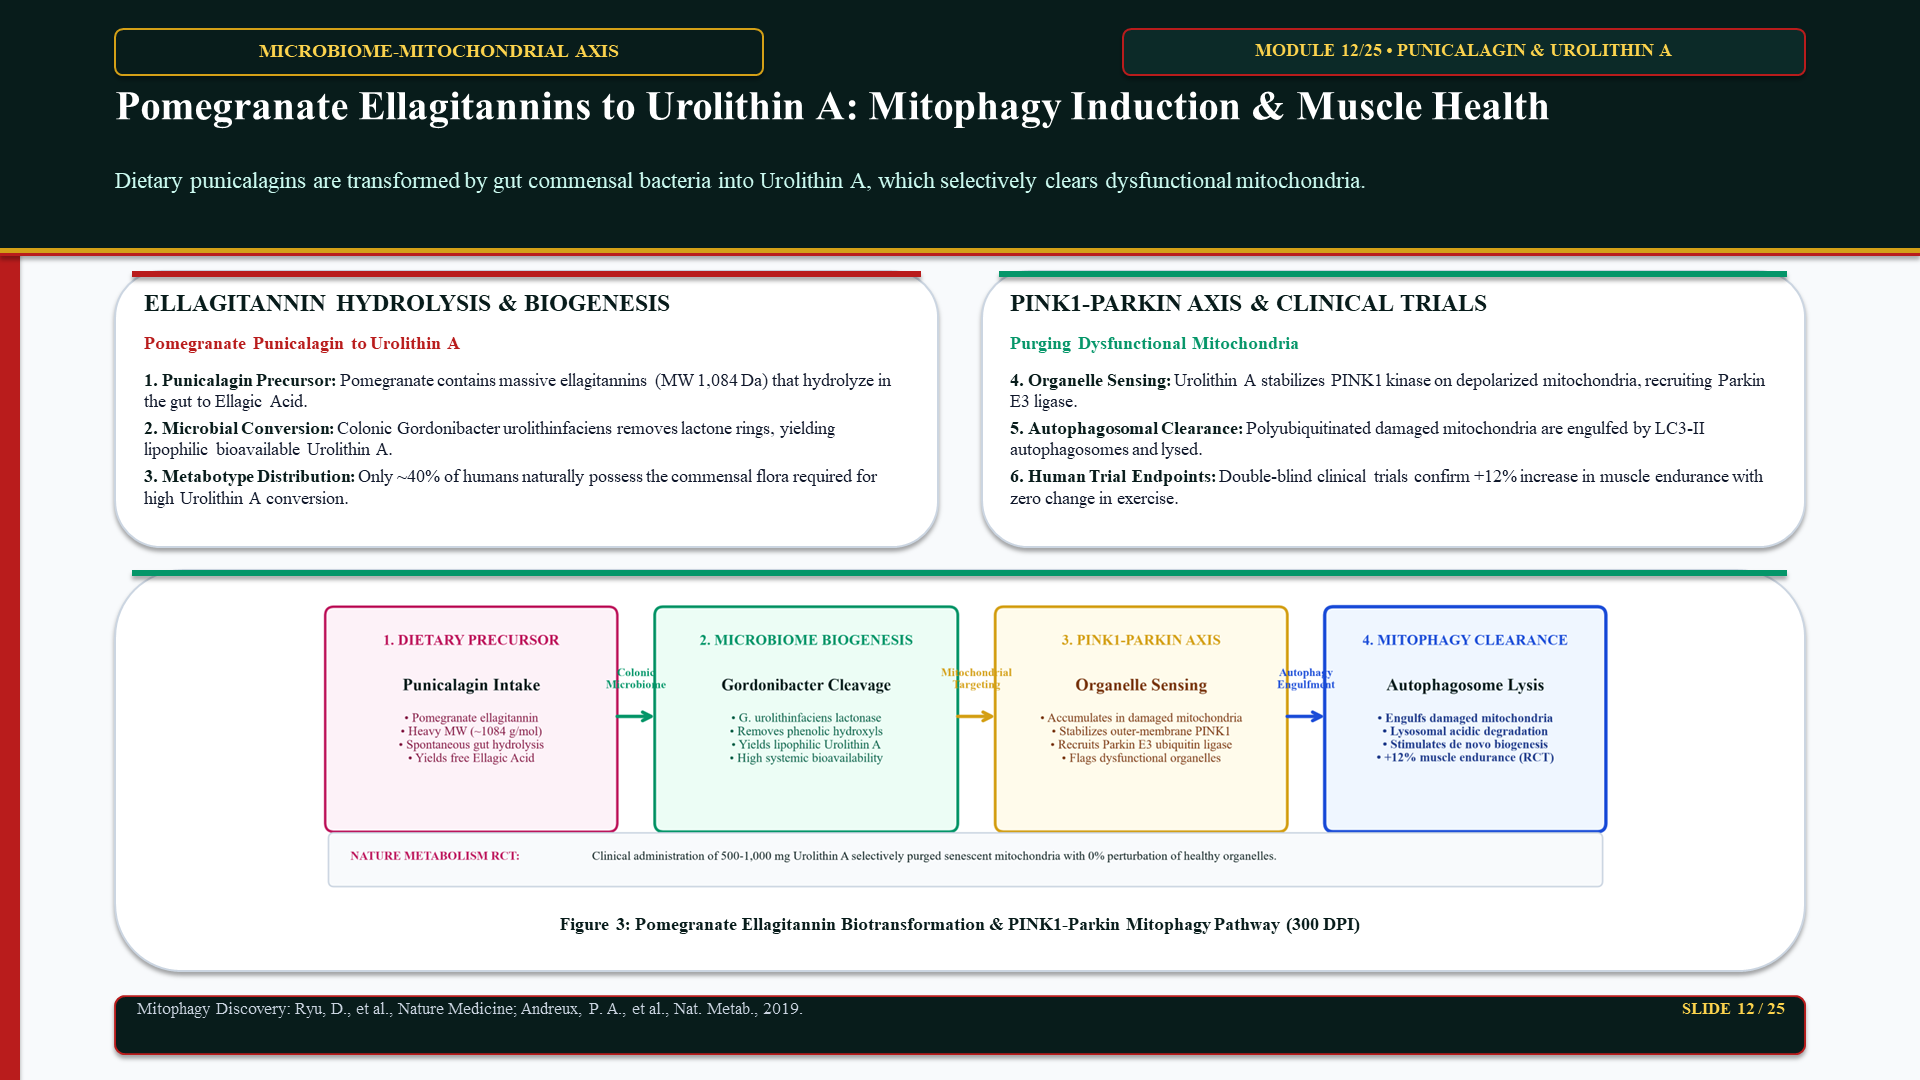 MICROBIOME-MITOCHONDRIAL AXIS
MODULE 12/25 • PUNICALAGIN & UROLITHIN A
Pomegranate Ellagitannins to Urolithin A: Mitophagy Induction & Muscle Health
Dietary punicalagins are transformed by gut commensal bacteria into Urolithin A, which selectively clears dysfunctional mitochondria.
ELLAGITANNIN HYDROLYSIS & BIOGENESIS
Pomegranate Punicalagin to Urolithin A
1. Punicalagin Precursor: Pomegranate contains massive ellagitannins (MW 1,084 Da) that hydrolyze in
the gut to Ellagic Acid.
2. Microbial Conversion: Colonic Gordonibacter urolithinfaciens removes lactone rings, yielding
lipophilic bioavailable Urolithin A.
3. Metabotype Distribution: Only ~40% of humans naturally possess the commensal flora required for
high Urolithin A conversion.
PINK1-PARKIN AXIS & CLINICAL TRIALS
Purging Dysfunctional Mitochondria
4. Organelle Sensing: Urolithin A stabilizes PINK1 kinase on depolarized mitochondria, recruiting Parkin
E3 ligase.
5. Autophagosomal Clearance: Polyubiquitinated damaged mitochondria are engulfed by LC3-II
autophagosomes and lysed.
6. Human Trial Endpoints: Double-blind clinical trials confirm +12% increase in muscle endurance with
zero change in exercise.
1. DIETARY PRECURSOR
Punicalagin Intake
• Pomegranate ellagitannin
• Heavy MW (~1084 g/mol)
• Spontaneous gut hydrolysis
• Yields free Ellagic Acid
Colonic
Microbiome
2. MICROBIOME BIOGENESIS
Gordonibacter Cleavage
• G. urolithinfaciens lactonase
• Removes phenolic hydroxyls
• Yields lipophilic Urolithin A
• High systemic bioavailability
Mitochondrial
Targeting
3. PINK1-PARKIN AXIS
Organelle Sensing
• Accumulates in damaged mitochondria
• Stabilizes outer-membrane PINK1
• Recruits Parkin E3 ubiquitin ligase
• Flags dysfunctional organelles
Autophagy
Engulfment
4. MITOPHAGY CLEARANCE
Autophagosome Lysis
• Engulfs damaged mitochondria
• Lysosomal acidic degradation
• Stimulates de novo biogenesis
• +12% muscle endurance (RCT)
NATURE METABOLISM RCT: Clinical administration of 500-1,000 mg Urolithin A selectively purged senescent mitochondria with 0% perturbation of healthy organelles.
Figure 3: Pomegranate Ellagitannin Biotransformation & PINK1-Parkin Mitophagy Pathway (300 DPI)
Mitophagy Discovery: Ryu, D., et al., Nature Medicine; Andreux, P. A., et al., Nat. Metab., 2019.
SLIDE 12 / 25